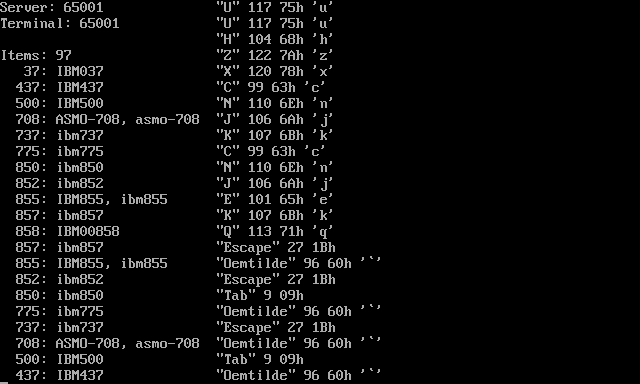 Server: 65001 "U" 117 75h 'u'
Terminal: 65001 "U" 117 75h 'u'
"H" 104 68h 'h'
Items: 97 "Z" 122 7Ah 'z'
37: IBM037 "X" 120 78h 'x'
437: IBM437 "C" 99 63h 'c'
500: IBM500 "N" 110 6Eh 'n'
708: ASMO-708, asmo-708 "J" 106 6Ah 'j'
737: ibm737 "K" 107 6Bh 'k'
775: ibm775 "C" 99 63h 'c'
850: ibm850 "N" 110 6Eh 'n'
852: ibm852 "J" 106 6Ah 'j'
855: IBM855, ibm855 "E" 101 65h 'e'
857: ibm857 "K" 107 6Bh 'k'
858: IBM00858 "Q" 113 71h 'q'
857: ibm857 "Escape" 27 1Bh
855: IBM855, ibm855 "Oemtilde" 96 60h '`'
852: ibm852 "Escape" 27 1Bh
850: ibm850 "Tab" 9 09h
775: ibm775 "Oemtilde" 96 60h '`'
737: ibm737 "Escape" 27 1Bh
708: ASMO-708, asmo-708 "Oemtilde" 96 60h '`'
500: IBM500 "Tab" 9 09h
437: IBM437 "Oemtilde" 96 60h '`'